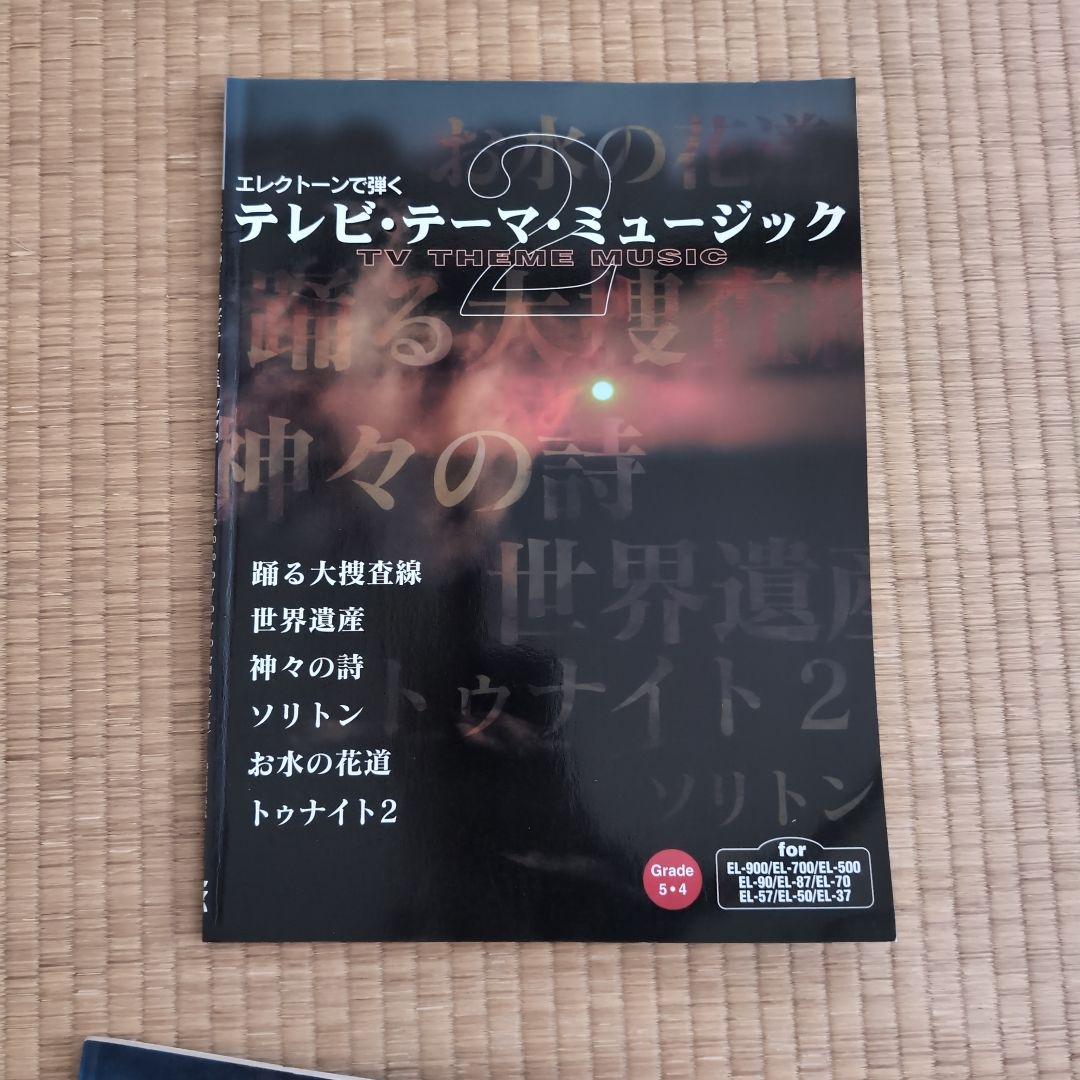 お水の花道
2
エレクトーンで弾く
テレビ・テーマ・ミュージック
TV THEME MUSIC
踊る大捜査線
神々の詩
世界遺産
トゥナイト2
ソリトン
踊る大捜査線
世界遺産
神々の詩
ソリトン
お水の花道
トゥナイト2
Grade
5・4
for
EL-900/EL-700/EL-500
EL-90/EL-87/EL-70
EL-57/EL-50/EL-37